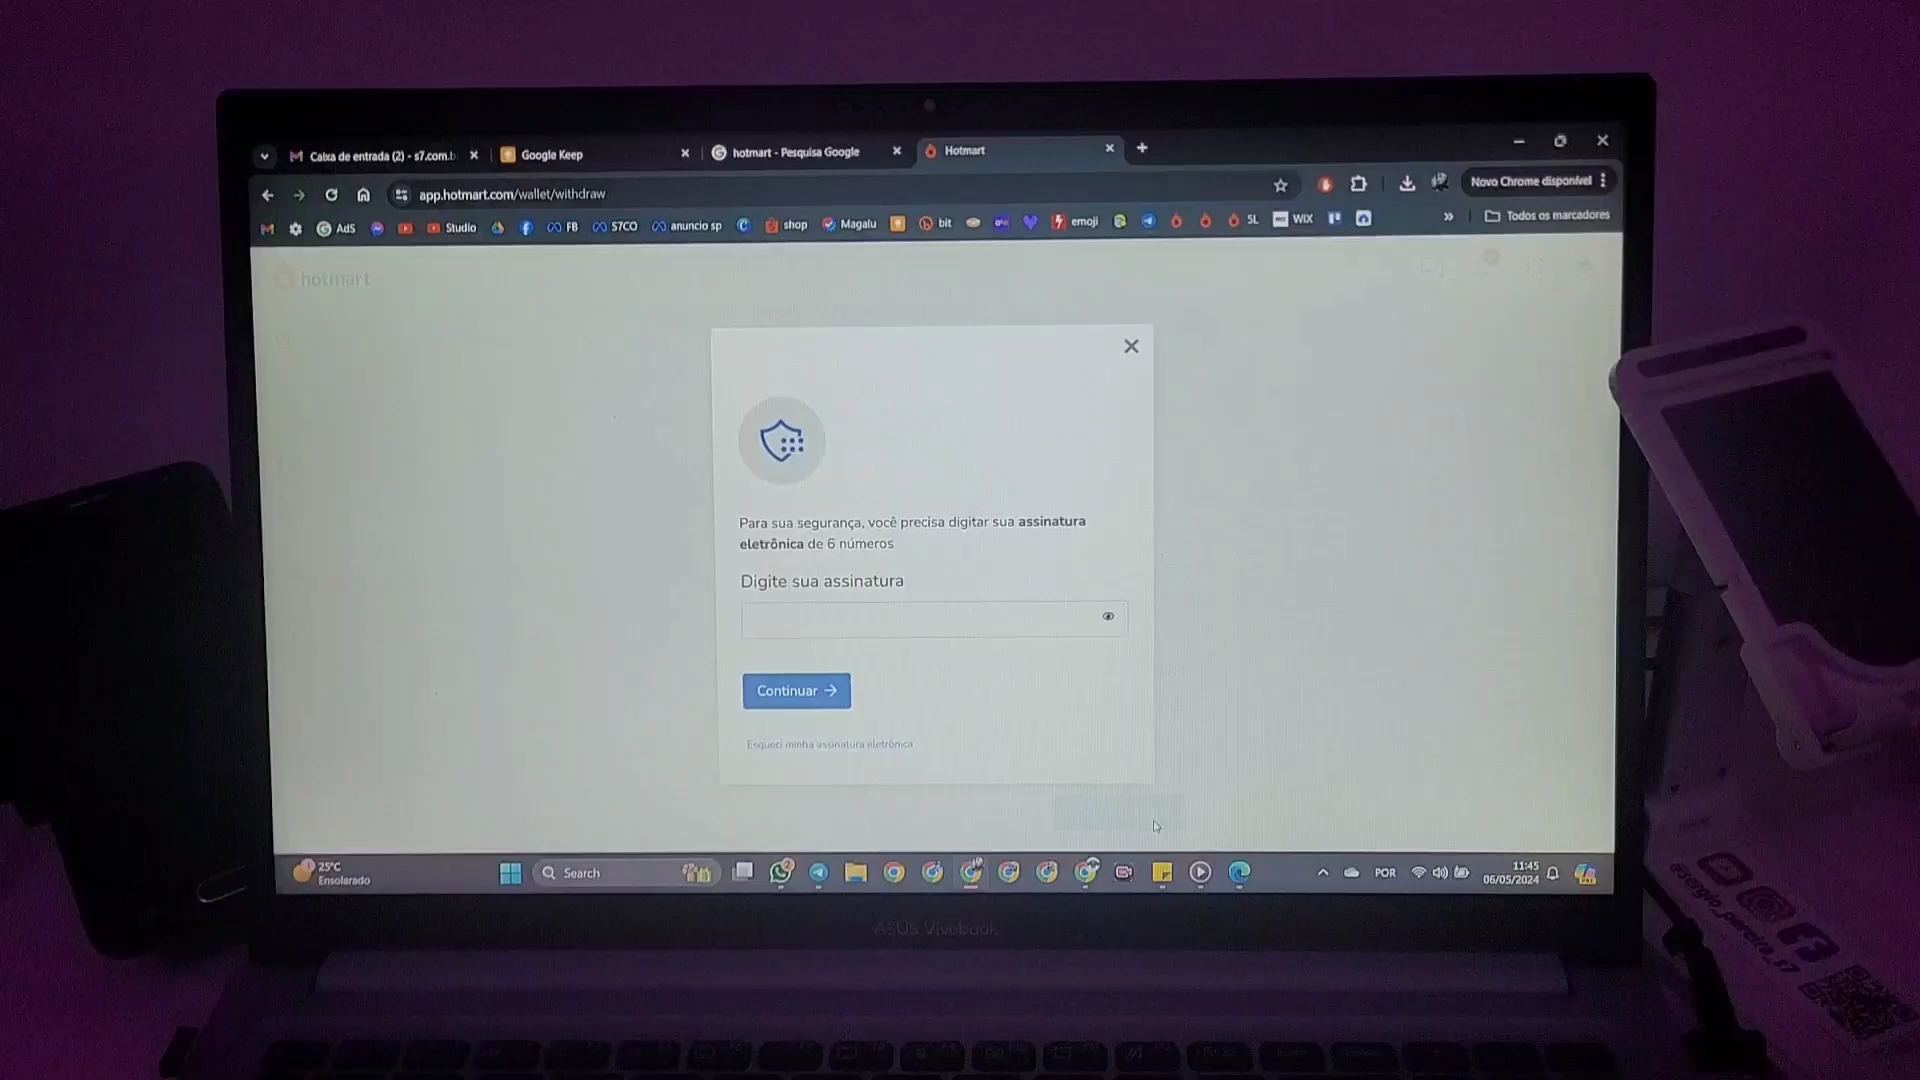 Caixa de entrada (2) - s7.com.b
Google Keep
hotmart - Pesquisa Google
Hotmart
app.hotmart.com/wallet/withdraw
Novo Chrome disponível
AdS
Studio
FB
S7CO
anuncio sp
shop
Magalu
bit
emoji
SL
WIX
Todos os marcadores
hotmart
Para sua segurança, você precisa digitar sua assinatura
eletrônica de 6 números
Digite sua assinatura
Continuar →
Esqueci minha assinatura eletrônica
25°C
Ensolarado
Search
POR
11:45
06/05/2024
ASUS Vivobook
@sergio_pereira_s7